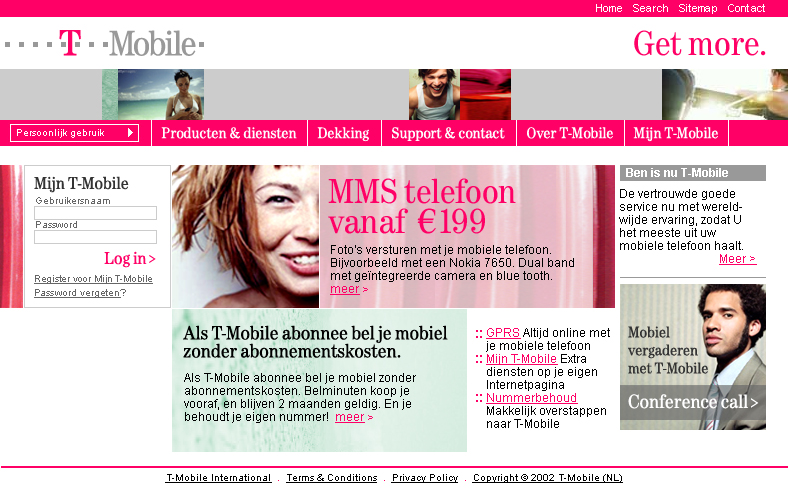 Home Search Sitemap Contact
T Mobile
Get more.
Persoonlijk gebruik
Producten & diensten Dekking Support & contact Over T-Mobile Mijn T-Mobile
Mijn T-Mobile
Gebruikersnaam
Password
Log in >
Register voor Mijn T-Mobile
Password vergeten?
MMS telefoon
vanaf €199
Foto's versturen met je mobiele telefoon.
Bijvoorbeeld met een Nokia 7650. Dual band
met geïntegreerde camera en blue tooth.
meer >
Ben is nu T-Mobile
De vertrouwde goede
service nu met wereld-
wijde ervaring, zodat U
het meeste uit uw
mobiele telefoon haalt.
Meer >
Als T-Mobile abonnee bel je mobiel
zonder abonnementskosten.
Als T-Mobile abonnee bel je mobiel zonder
abonnementskosten. Belminuten koop je
vooraf, en blijven 2 maanden geldig. En je
behoudt je eigen nummer! meer >
:: GPRS Altijd online met
je mobiele telefoon
:: Mijn T-Mobile Extra
diensten op je eigen
Internetpagina
:: Nummerbehoud
Makkelijk overstappen
naar T-Mobile
Mobiel
vergaderen
met T-Mobile
Conference call >
T-Mobile International . Terms & Conditions . Privacy Policy . Copyright © 2002 T-Mobile (NL)